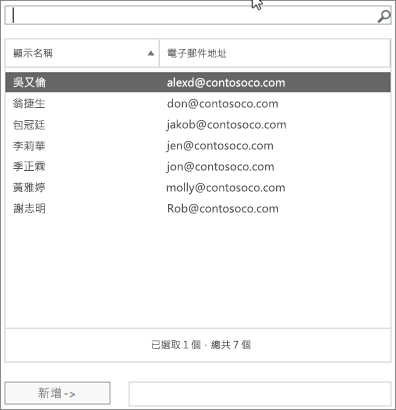 顯示名稱 電子郵件地址
吳又倫 alexd@contosoco.com
翁捷生 don@contosoco.com
包冠廷 jakob@contosoco.com
李莉華 jen@contosoco.com
季正霖 jon@contosoco.com
黃雅婷 molly@contosoco.com
謝志明 Rob@contosoco.com
已選取 1 個，總共 7 個
新增 ->